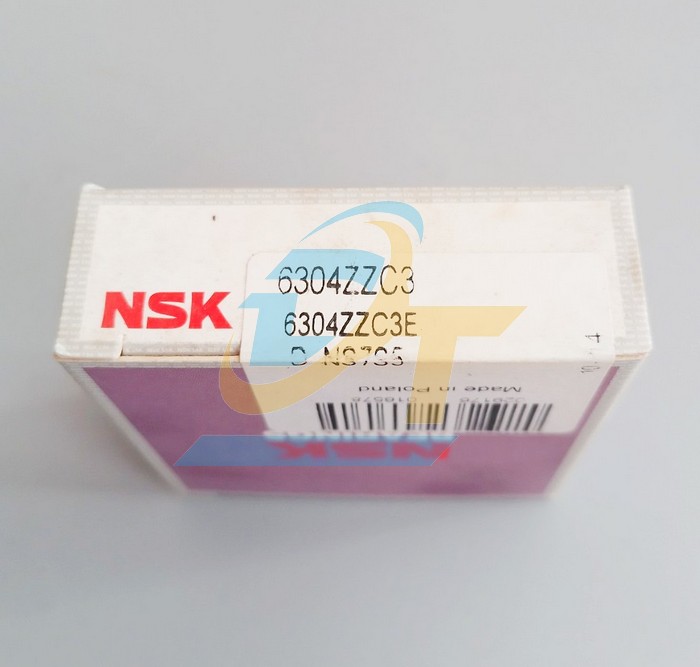 NSK
6304ZZC3
6304ZZC3E
Made in Poland
NSK